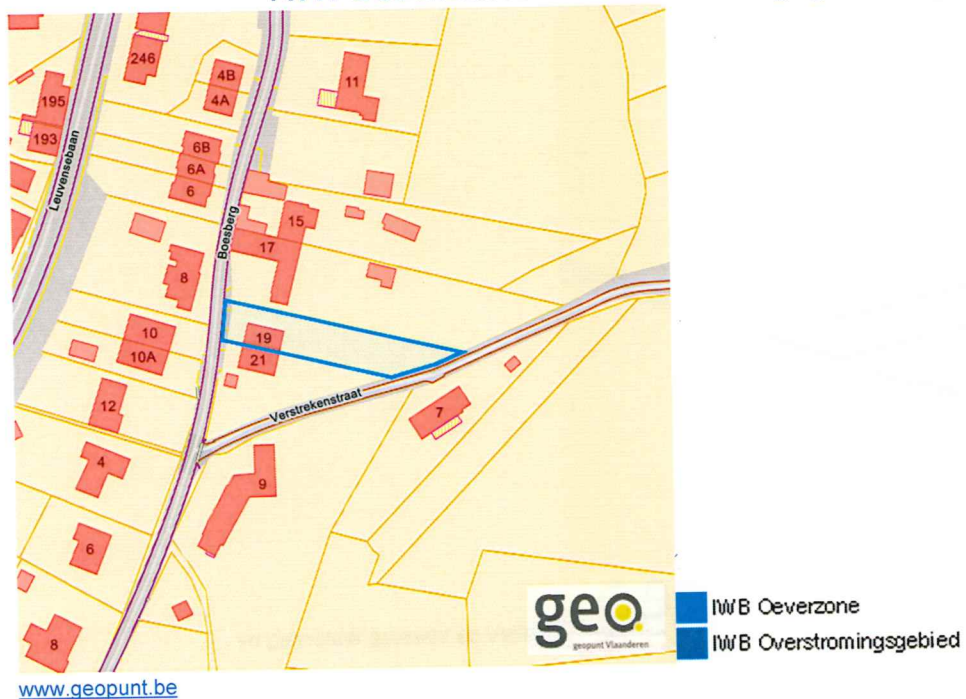 246
4B
4A
11
195
193
Leuvensebaan
6B
6A
6
Boesberg
15
17
8
19
21
10
10A
12
Verstrekenstraat
7
4
9
6
8
geo
geopunt Vlaanderen
IWB Oeverzone
IWB Overstromingsgebied
www.geopunt.be